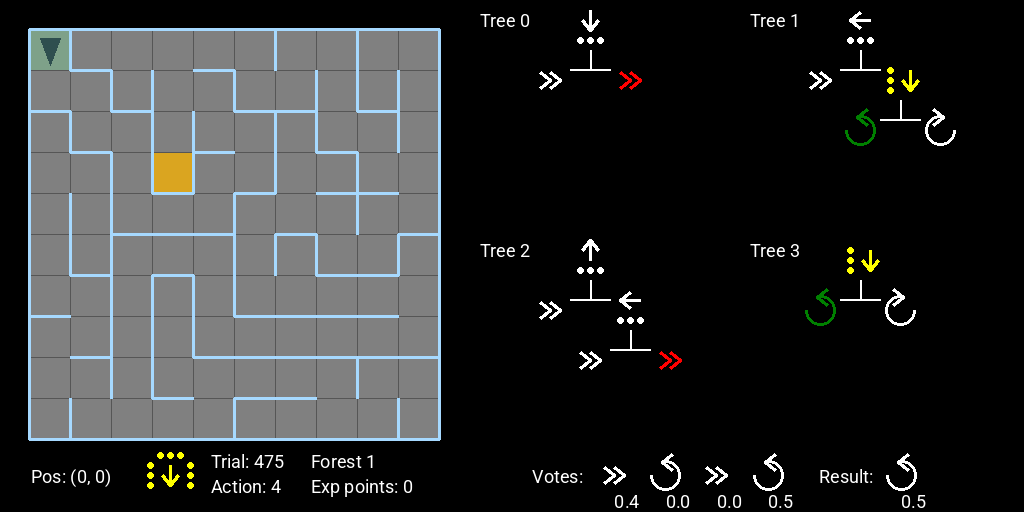 Tree 0
Tree 1
Tree 2
Tree 3
Pos: (0, 0)
Trial: 475
Forest 1
Action: 4
Exp points: 0
Votes:
0.4
0.0
0.0
0.5
Result:
0.5